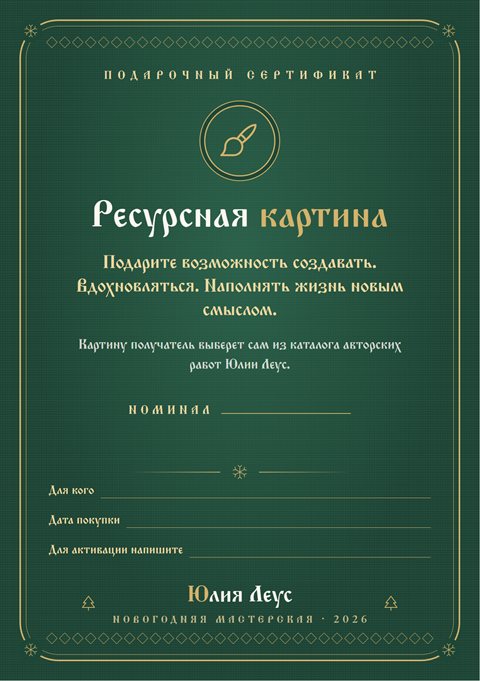 ПОДАРОЧНЫЙ СЕРТИФИКАТ
Ресурсная картина
Подарите возможность создавать.
Вдохновляться. Наполнять жизнь новым
смыслом.
Картину получатель выберет сам из каталога авторских
работ Юлии Леус.
НОМИНАЛ
Для кого
Дата покупки
Для активации напишите
Юлия Леус
НОВОГОДНЯЯ МАСТЕРСКАЯ · 2026